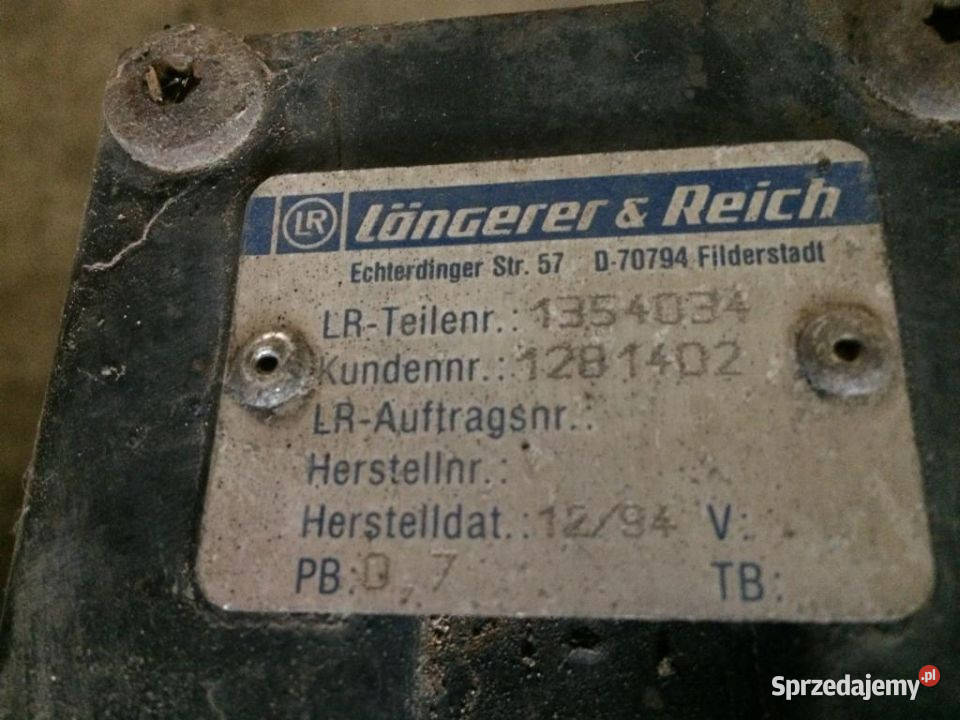 LR Längerer & Reich
Echterdinger Str. 57 D-70794 Filderstadt
LR-Teilenr.: 1354034
Kundennr.: 1281402
LR-Auftragsnr.:
Herstellnr.:
Herstelldat.: 12/94 V:
PB: 0,7 TB:
Sprzedajemy.pl